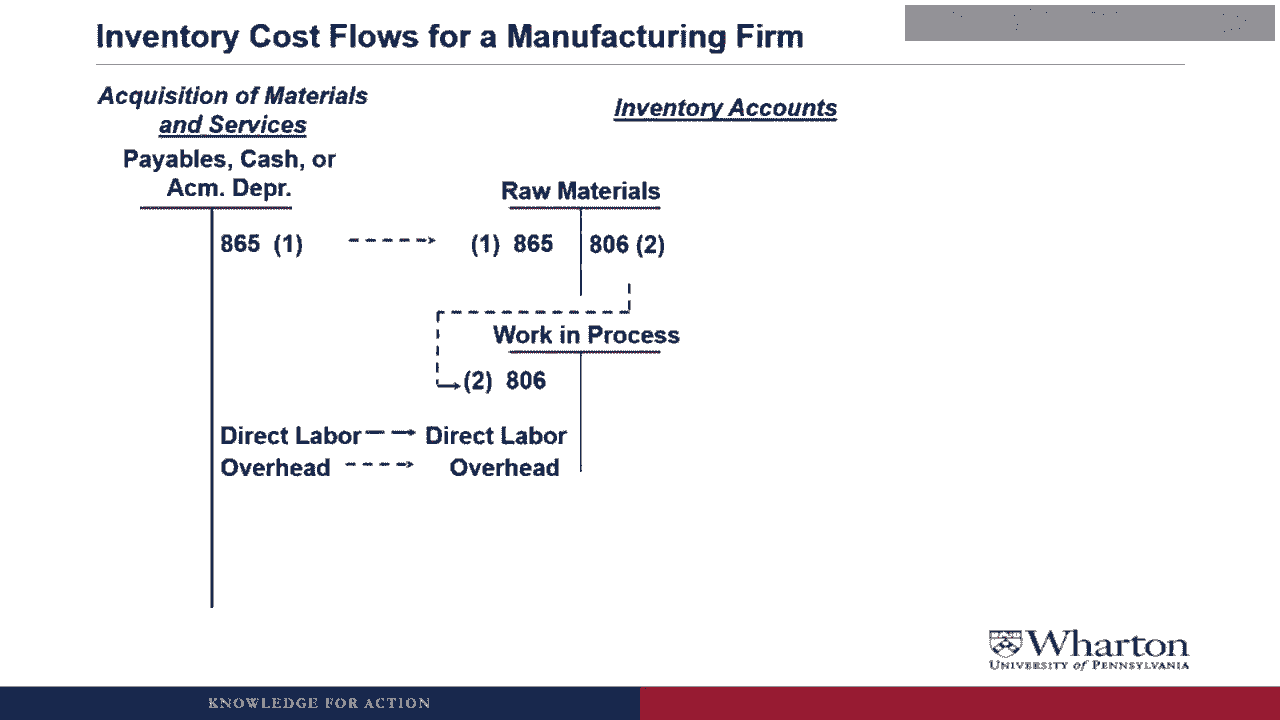 Inventory Cost Flows for a Manufacturing Firm
Acquisition of Materials
and Services
Inventory Accounts
Payables, Cash, or
Acm. Depr.
Raw Materials
865 (1)
(1) 865
806 (2)
Work in Process
(2) 806
Direct Labor
Direct Labor
Overhead
Overhead
Wharton
UNIVERSITY of PENNSYLVANIA
KNOWLEDGE FOR ACTION